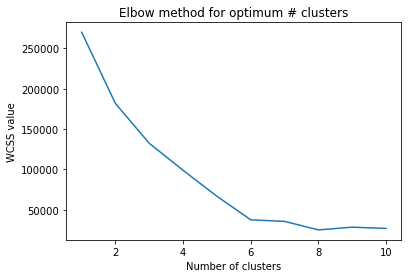 Elbow method for optimum # clusters
WCSS value
250000
200000
150000
100000
50000
2 4 6 8 10
Number of clusters